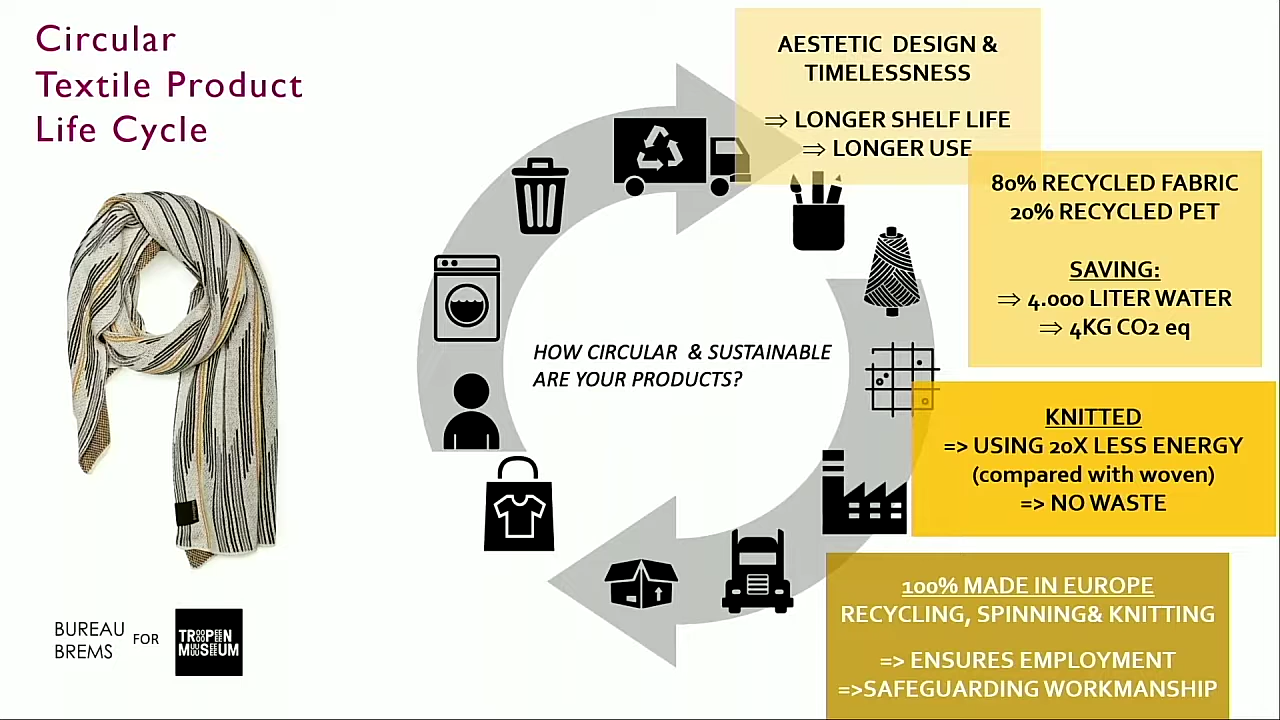 Circular
Textile Product
Life Cycle
AESTETIC DESIGN &
TIMELESSNESS
⇒ LONGER SHELF LIFE
⇒ LONGER USE
80% RECYCLED FABRIC
20% RECYCLED PET
SAVING:
⇒ 4.000 LITER WATER
⇒ 4KG CO2 eq
HOW CIRCULAR & SUSTAINABLE
ARE YOUR PRODUCTS?
KNITTED
=> USING 20X LESS ENERGY
(compared with woven)
=> NO WASTE
100% MADE IN EUROPE
RECYCLING, SPINNING& KNITTING
=> ENSURES EMPLOYMENT
=>SAFEGUARDING WORKMANSHIP
BUREAU
BREMS
FOR
TROPEN
MUSEUM